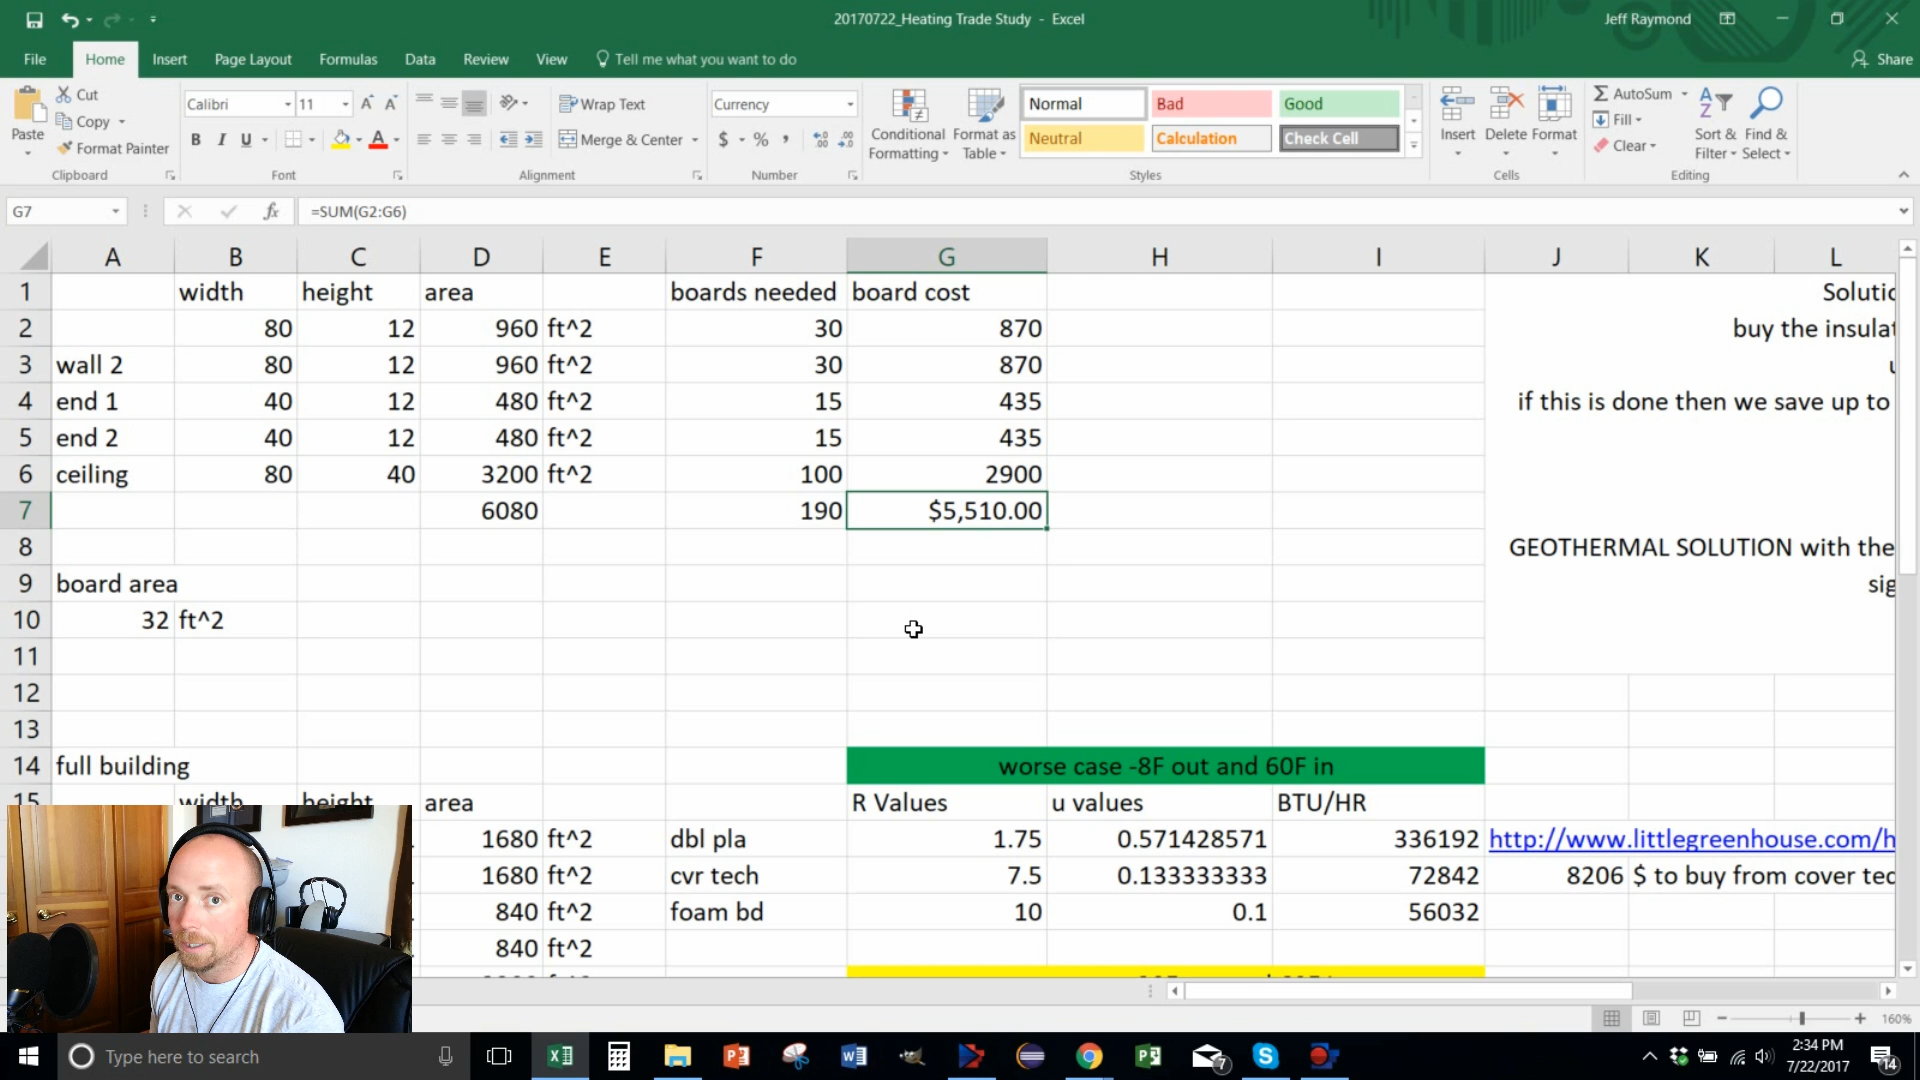 20170722_Heating Trade Study - Excel
Jeff Raymond
File Home Insert Page Layout Formulas Data Review View Tell me what you want to do
Share
Paste
Cut
Copy
Format Painter
Clipboard
Calibri 11
B I U
Font
Wrap Text
Merge & Center
Alignment
Currency
$ % ,
Number
Conditional Formatting
Format as Table
Normal Bad Good
Neutral Calculation Check Cell
Styles
Insert Delete Format
Cells
AutoSum
Fill
Clear
Sort & Filter
Find & Select
Editing
G7 fx =SUM(G2:G6)
A B C D E F G H I J K L
1 width height area boards needed board cost Solutio
2 80 12 960 ft^2 30 870 buy the insulat
3 wall 2 80 12 960 ft^2 30 870
4 end 1 40 12 480 ft^2 15 435 if this is done then we save up to
5 end 2 40 12 480 ft^2 15 435
6 ceiling 80 40 3200 ft^2 100 2900
7 6080 190 $5,510.00
8 GEOTHERMAL SOLUTION with the
9 board area sig
10 32 ft^2
11
12
13
14 full building worse case -8F out and 60F in
15 width height area R Values u values BTU/HR
1680 ft^2 dbl pla 1.75 0.571428571 336192 http://www.littlegreenhouse.com/h
1680 ft^2 cvr tech 7.5 0.133333333 72842 8206 $ to buy from cover tec
840 ft^2 foam bd 10 0.1 56032
840 ft^2
160%
Type here to search
7
2:34 PM
7/22/2017
14